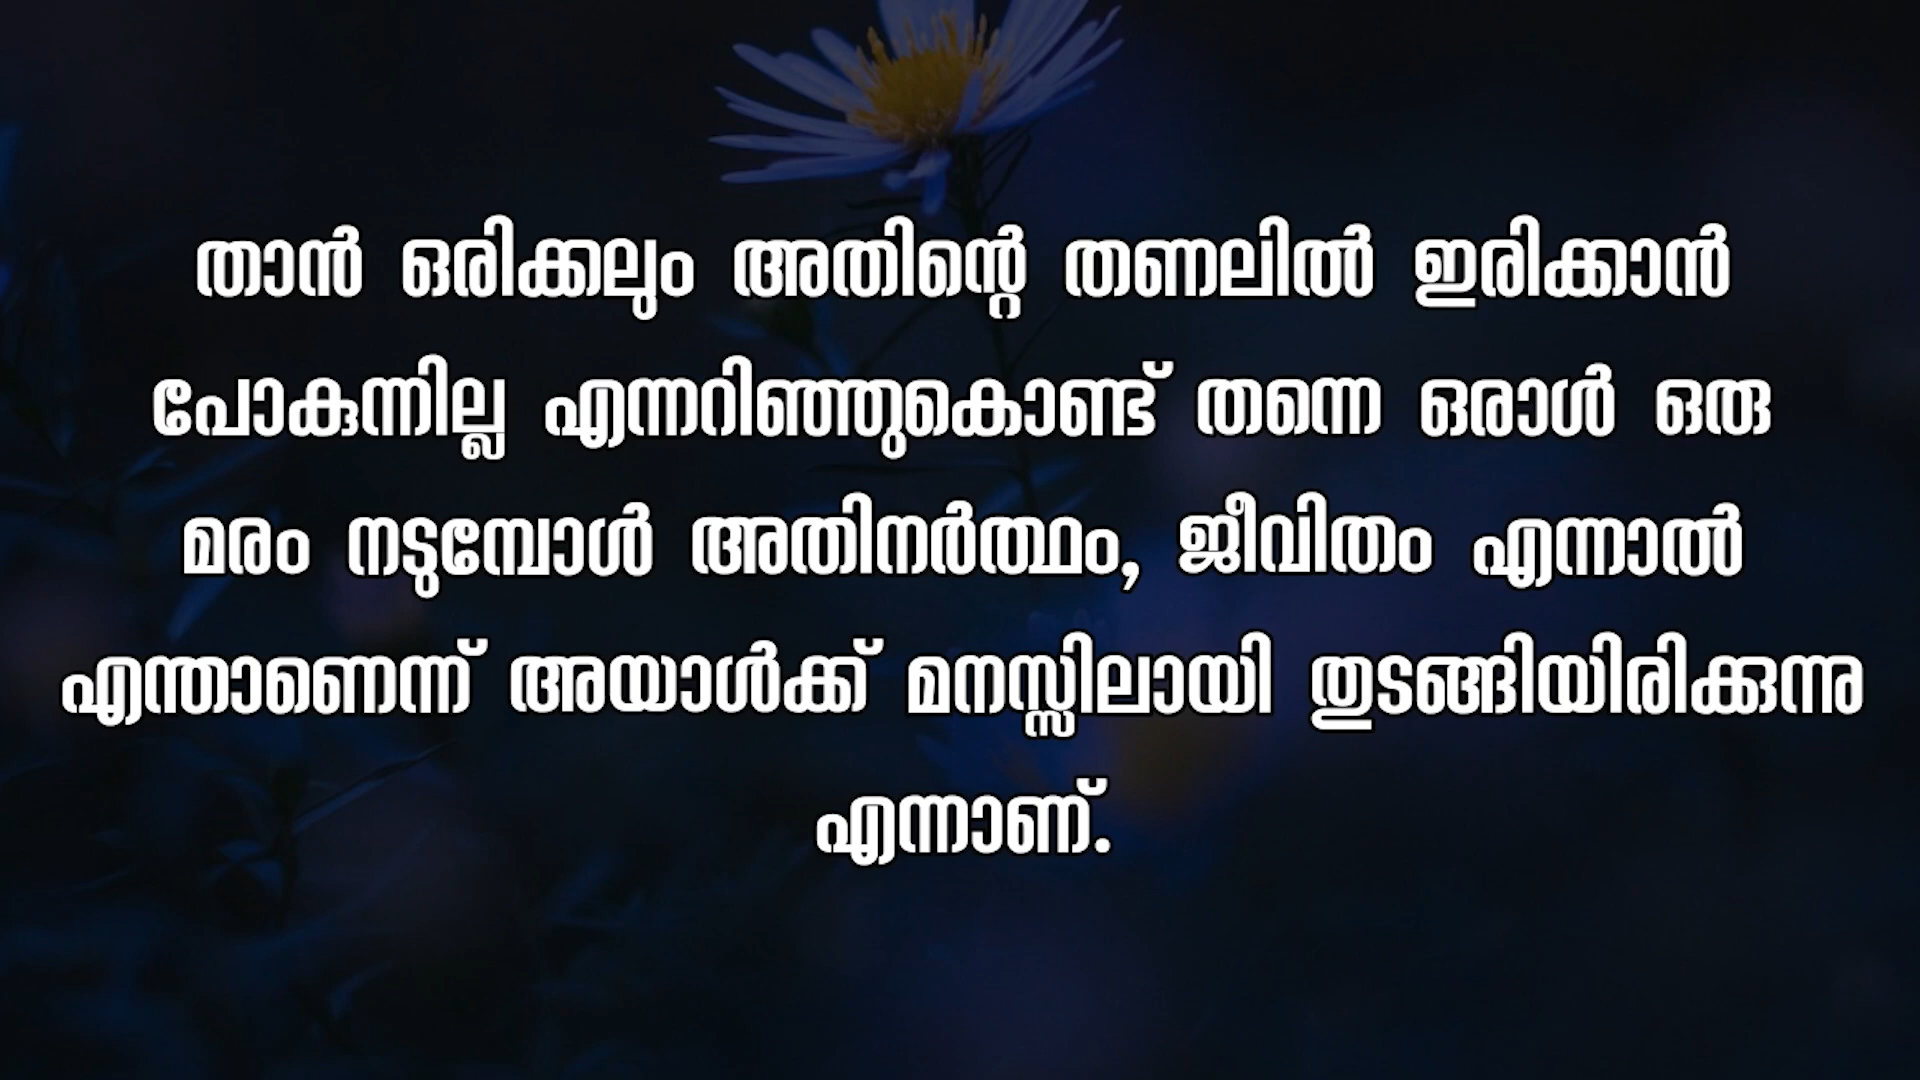 താൻ ഒരിക്കലും അതിന്റെ തണലിൽ ഇരിക്കാൻ
പോകുന്നില്ല എന്നറിഞ്ഞുകൊണ്ട് തന്നെ ഒരാൾ ഒരു
മരം നടുമ്പോൾ അതിനർത്ഥം, ജീവിതം എന്നാൽ
എന്താണെന്ന് അയാൾക്ക് മനസ്സിലായി തുടങ്ങിയിരിക്കുന്നു
എന്നാണ്.